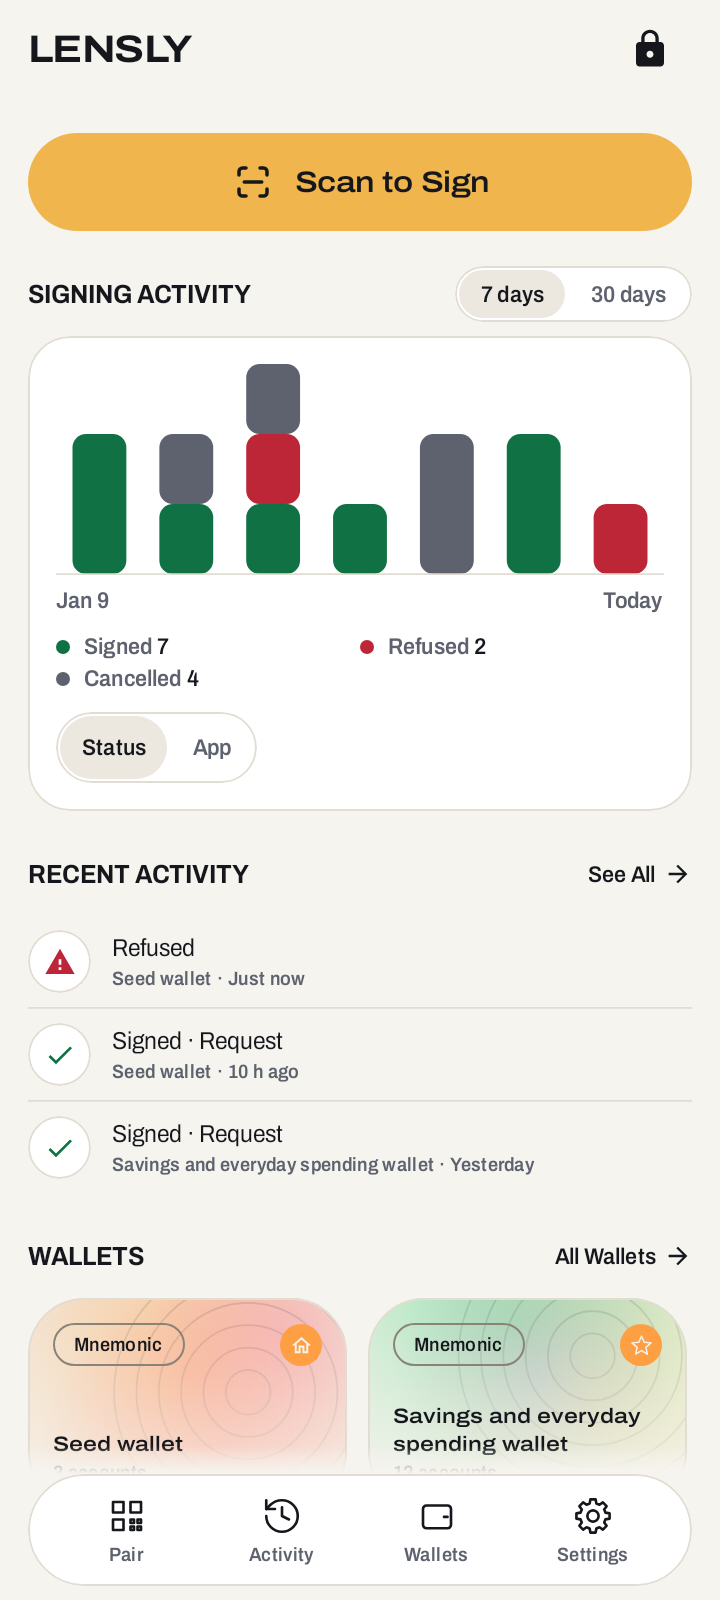 LENSLY
Scan to Sign
SIGNING ACTIVITY
7 days
30 days
Jan 9
Today
Signed 7
Refused 2
Cancelled 4
Status
App
RECENT ACTIVITY
See All
Refused
Seed wallet · Just now
Signed · Request
Seed wallet · 10 h ago
Signed · Request
Savings and everyday spending wallet · Yesterday
WALLETS
All Wallets
Mnemonic
Seed wallet
Mnemonic
Savings and everyday
spending wallet
Pair
Activity
Wallets
Settings